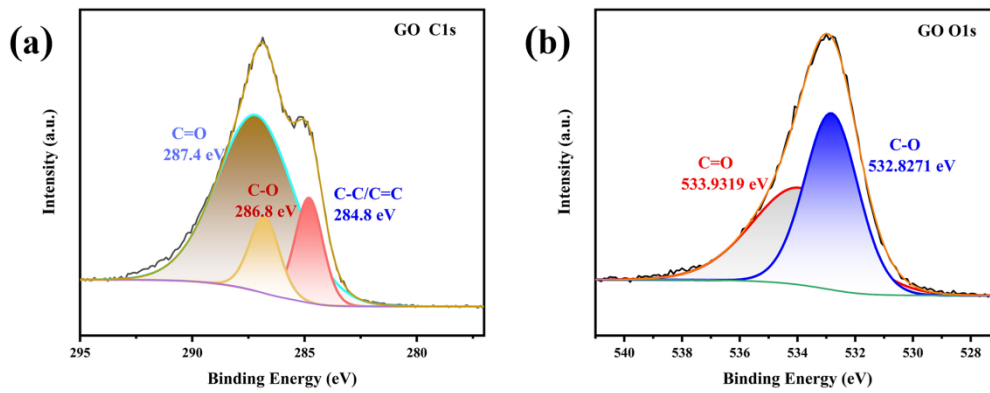 (a)
GO C1s
C=O
287.4 eV
C-O
286.8 eV
C-C/C=C
284.8 eV
Intensity (a.u.)
295
290
285
280
Binding Energy (eV)
(b)
GO O1s
C=O
533.9319 eV
C-O
532.8271 eV
Intensity (a.u.)
540
538
536
534
532
530
528
Binding Energy (eV)